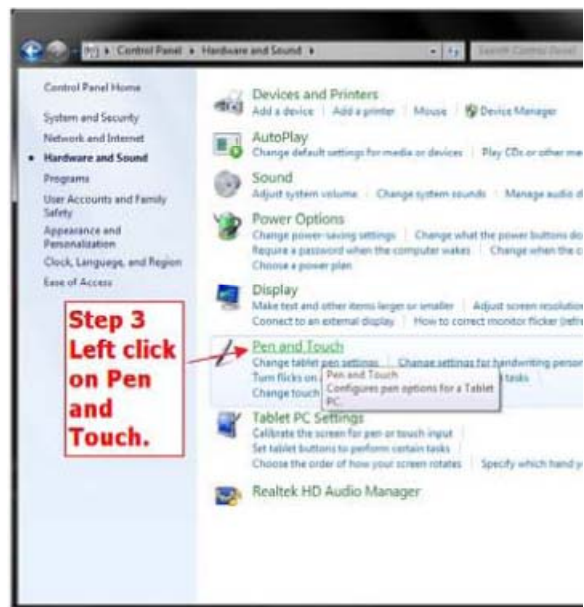 Control Panel ▸ Hardware and Sound ▸
Search Control Panel
Control Panel Home
System and Security
Network and Internet
Hardware and Sound
Programs
User Accounts and Family
Safety
Appearance and
Personalization
Clock, Language, and Region
Ease of Access
Devices and Printers
Add a device | Add a printer | Mouse | Device Manager
AutoPlay
Change default settings for media or devices | Play CDs or other me
Sound
Adjust system volume | Change system sounds | Manage audio d
Power Options
Change power-saving settings | Change what the power buttons do
Require a password when the computer wakes | Change when the c
Choose a power plan
Display
Make text and other items larger or smaller | Adjust screen resolution
Connect to an external display | How to correct monitor flicker (refre
Step 3
Left click
on Pen
and
Touch.
Pen and Touch
Change tablet pen settings | Change settings for handwriting person
Turn flicks on
tasks
Change touch
Pen and Touch
Configures pen options for a Tablet
PC.
Tablet PC Settings
Calibrate the screen for pen or touch input
Set tablet buttons to perform certain tasks
Choose the order of how your screen rotates | Specify which hand y
Realtek HD Audio Manager